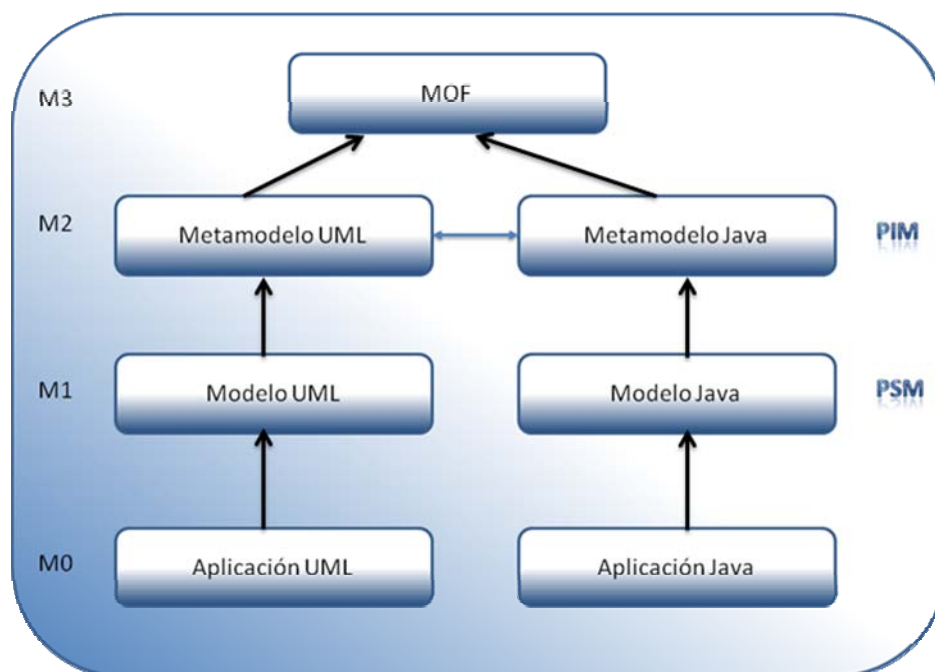 M3
MOF
M2
Metamodelo UML
Metamodelo Java
PIM
M1
Modelo UML
Modelo Java
PSM
M0
Aplicación UML
Aplicación Java